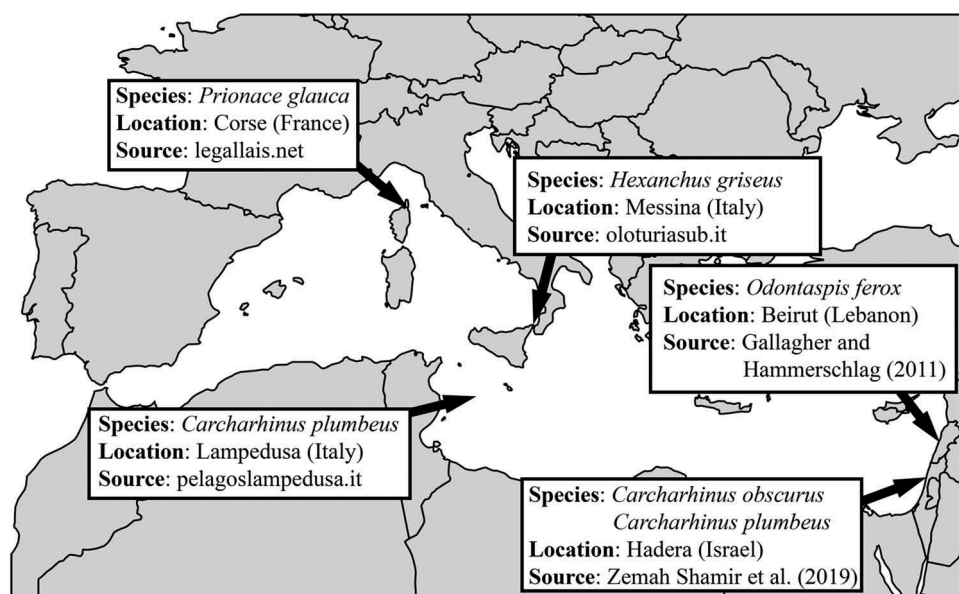 Species: Prionace glauca
Location: Corse (France)
Source: legallais.net
Species: Hexanchus griseus
Location: Messina (Italy)
Source: oloturiasub.it
Species: Odontaspis ferox
Location: Beirut (Lebanon)
Source: Gallagher and
Hammerschlag (2011)
Species: Carcharhinus plumbeus
Location: Lampedusa (Italy)
Source: pelagoslampedusa.it
Species: Carcharhinus obscurus
Carcharhinus plumbeus
Location: Hadera (Israel)
Source: Zemah Shamir et al. (2019)